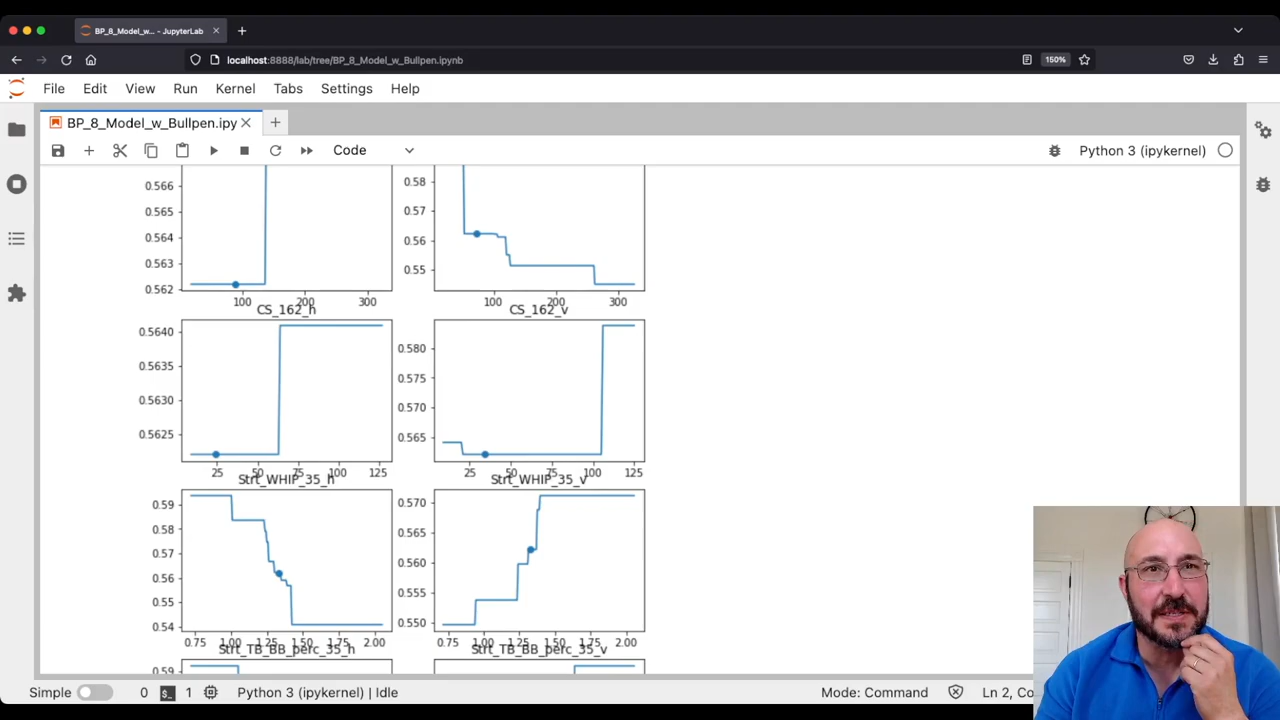 BP_8_Model_w... - JupyterLab
localhost:8888/lab/tree/BP_8_Model_w_Bullpen.ipynb
150%
File Edit View Run Kernel Tabs Settings Help
BP_8_Model_w_Bullpen.ipy
Code
Python 3 (ipykernel)
0.566
0.565
0.564
0.563
0.562
100 200 300
0.58
0.57
0.56
0.55
100 200 300
CS_162_h
0.5640
0.5635
0.5630
0.5625
25 50 75 100 125
CS_162_v
0.580
0.575
0.570
0.565
25 50 75 100 125
Strt_WHIP_35_h
0.59
0.58
0.57
0.56
0.55
0.54
0.75 1.00 1.25 1.50 1.75 2.00
Strt_WHIP_35_v
0.570
0.565
0.560
0.555
0.550
0.75 1.00 1.25 1.50 1.75 2.00
Strt_TB_BB_perc_35_h
0.59
Strt_TB_BB_perc_35_v
Simple 0 1 Python 3 (ipykernel) | Idle
Mode: Command Ln 2, Co